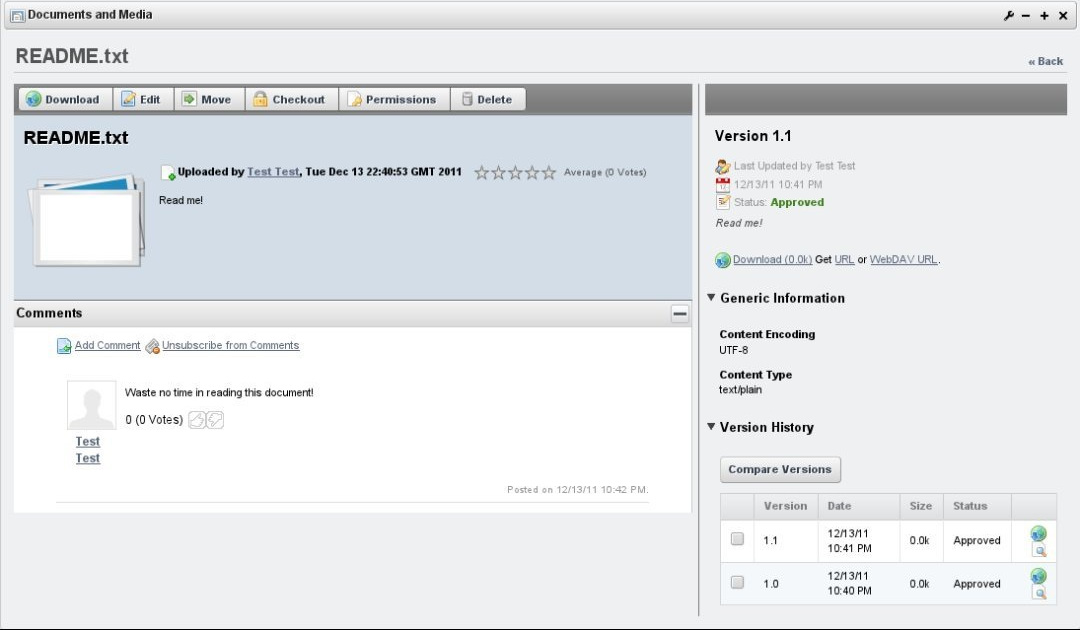 Documents and Media
README.txt
« Back
Download Edit Move Checkout Permissions Delete
README.txt
Uploaded by Test Test, Tue Dec 13 22:40:53 GMT 2011 Average (0 Votes)
Read me!
Comments
Add Comment Unsubscribe from Comments
Waste no time in reading this document!
0 (0 Votes)
Test
Test
Posted on 12/13/11 10:42 PM.
Version 1.1
Last Updated by Test Test
12/13/11 10:41 PM
Status: Approved
Read me!
Download (0.0k) Get URL or WebDAV URL.
Generic Information
Content Encoding
UTF-8
Content Type
text/plain
Version History
Compare Versions
Version Date Size Status
1.1 12/13/11 10:41 PM 0.0k Approved
1.0 12/13/11 10:40 PM 0.0k Approved